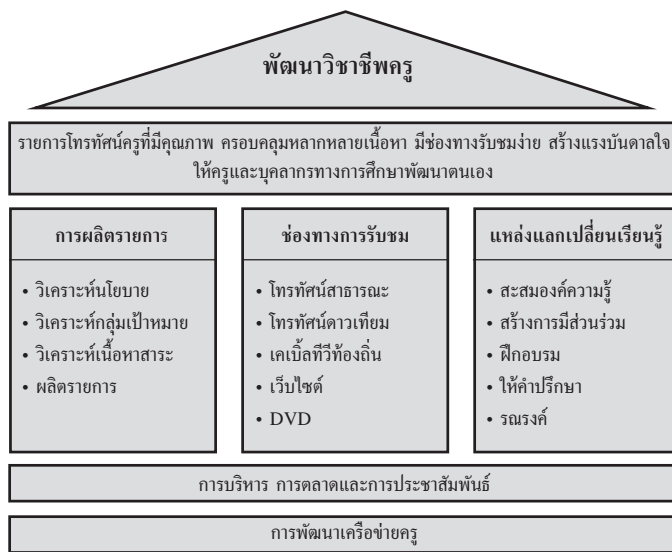 พัฒนาวิชาชีพครู
รายการโทรทัศน์ครูที่มีคุณภาพ ครอบคลุมหลากหลายเนื้อหา มีช่องทางรับชมง่าย สร้างแรงบันดาลใจ
ให้ครูและบุคลากรทางการศึกษาพัฒนาตนเอง
การผลิตรายการ
• วิเคราะห์นโยบาย
• วิเคราะห์กลุ่มเป้าหมาย
• วิเคราะห์เนื้อหาสาระ
• ผลิตรายการ
ช่องทางการรับชม
• โทรทัศน์สาธารณะ
• โทรทัศน์ดาวเทียม
• เคเบิ้ลทีวีท้องถิ่น
• เว็บไซต์
• DVD
แหล่งแลกเปลี่ยนเรียนรู้
• สะสมองค์ความรู้
• สร้างการมีส่วนร่วม
• ฝึกอบรม
• ให้คำปรึกษา
• รณรงค์
การบริหาร การตลาดและการประชาสัมพันธ์
การพัฒนาเครือข่ายครู